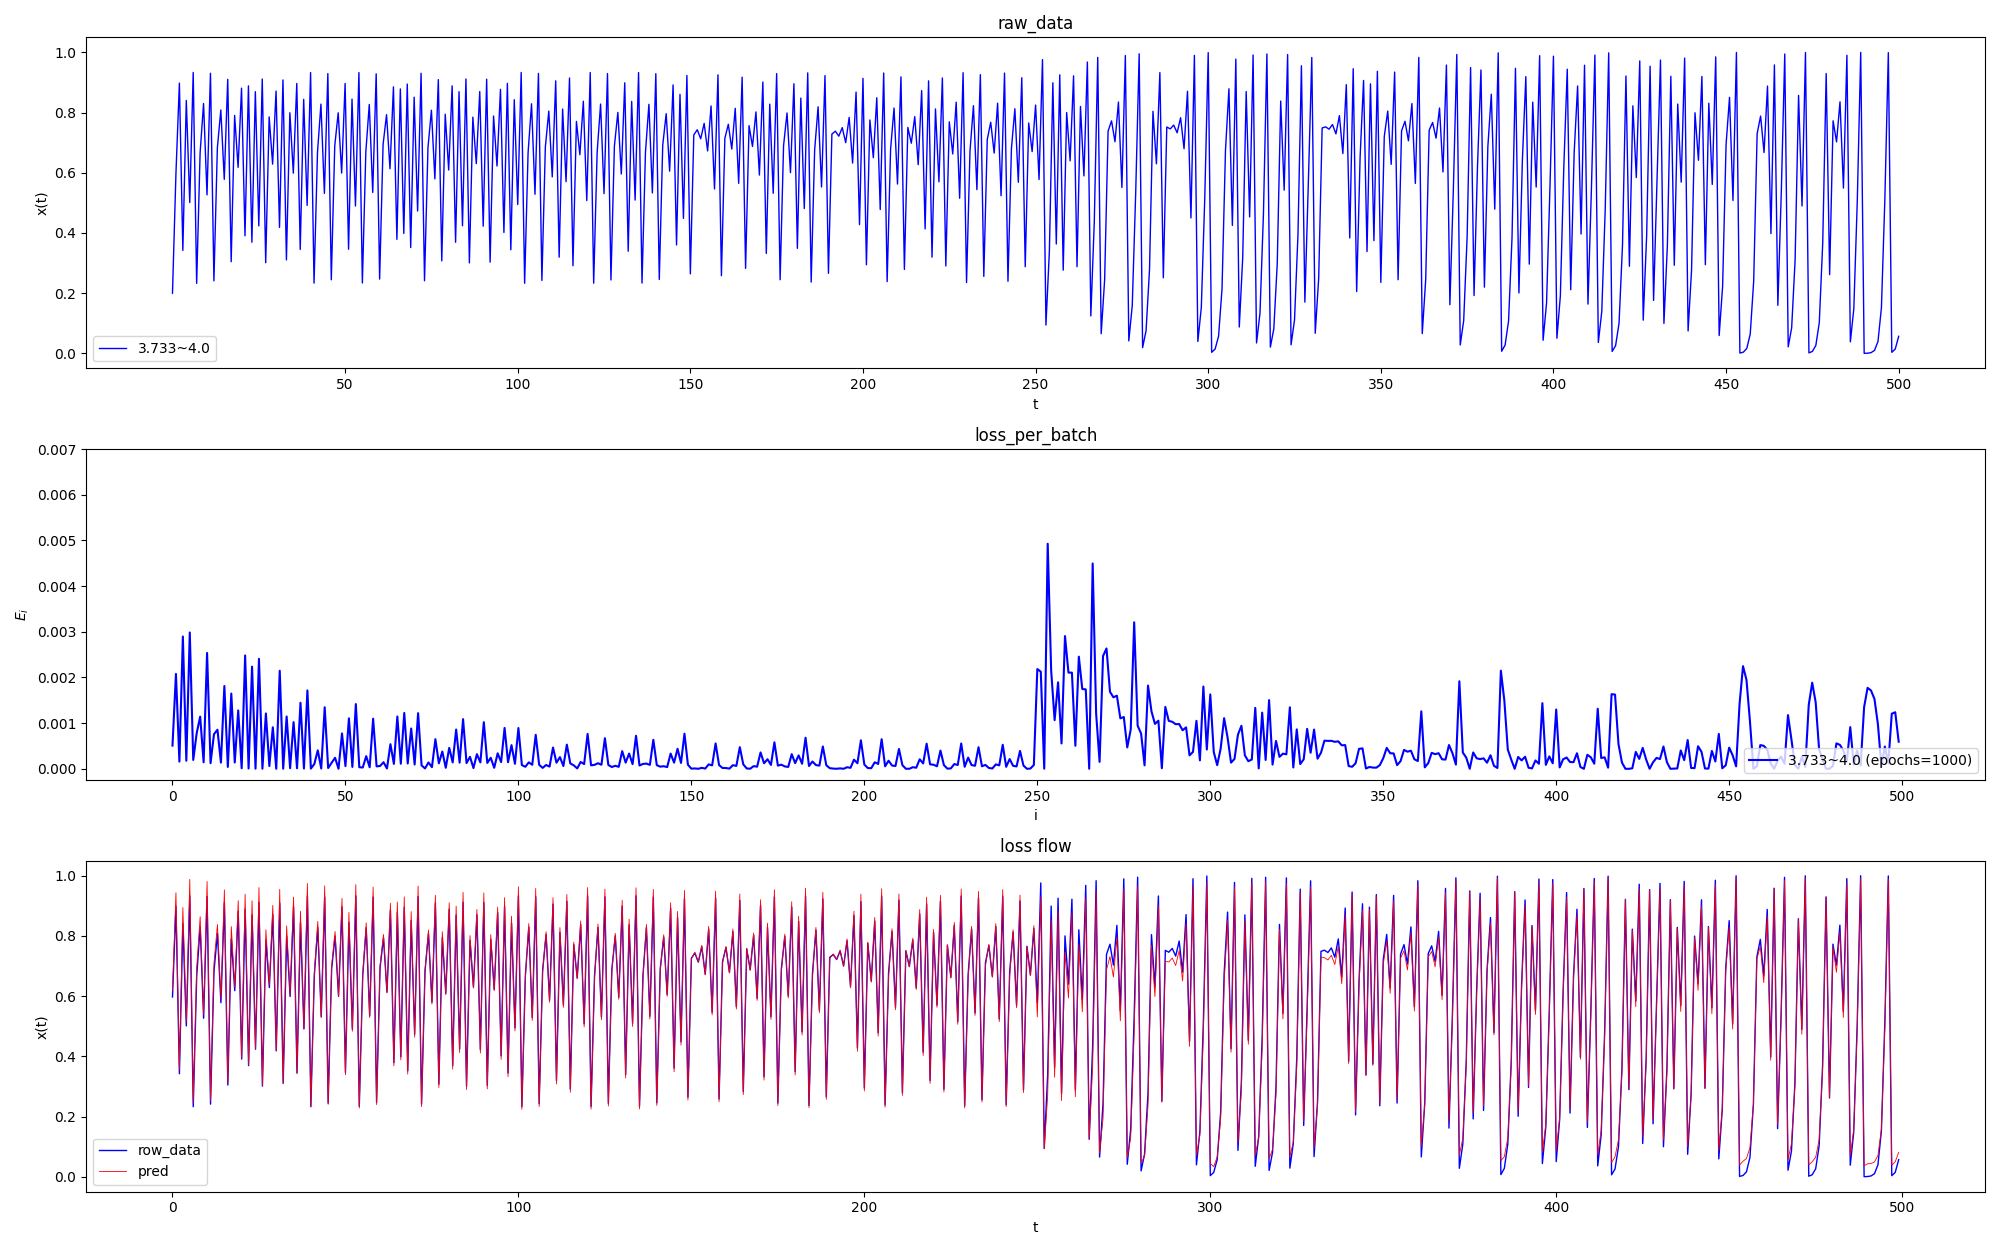 raw_data
1.0
0.8
0.6
0.4
0.2
0.0
x(t)
3.733~4.0
50 100 150 200 250 300 350 400 450 500
t
loss_per_batch
0.007
0.006
0.005
0.004
0.003
0.002
0.001
0.000
E_i
3.733~4.0 (epochs=1000)
0 50 100 150 200 250 300 350 400 450 500
i
loss flow
1.0
0.8
0.6
0.4
0.2
0.0
x(t)
row_data
pred
0 100 200 300 400 500
t